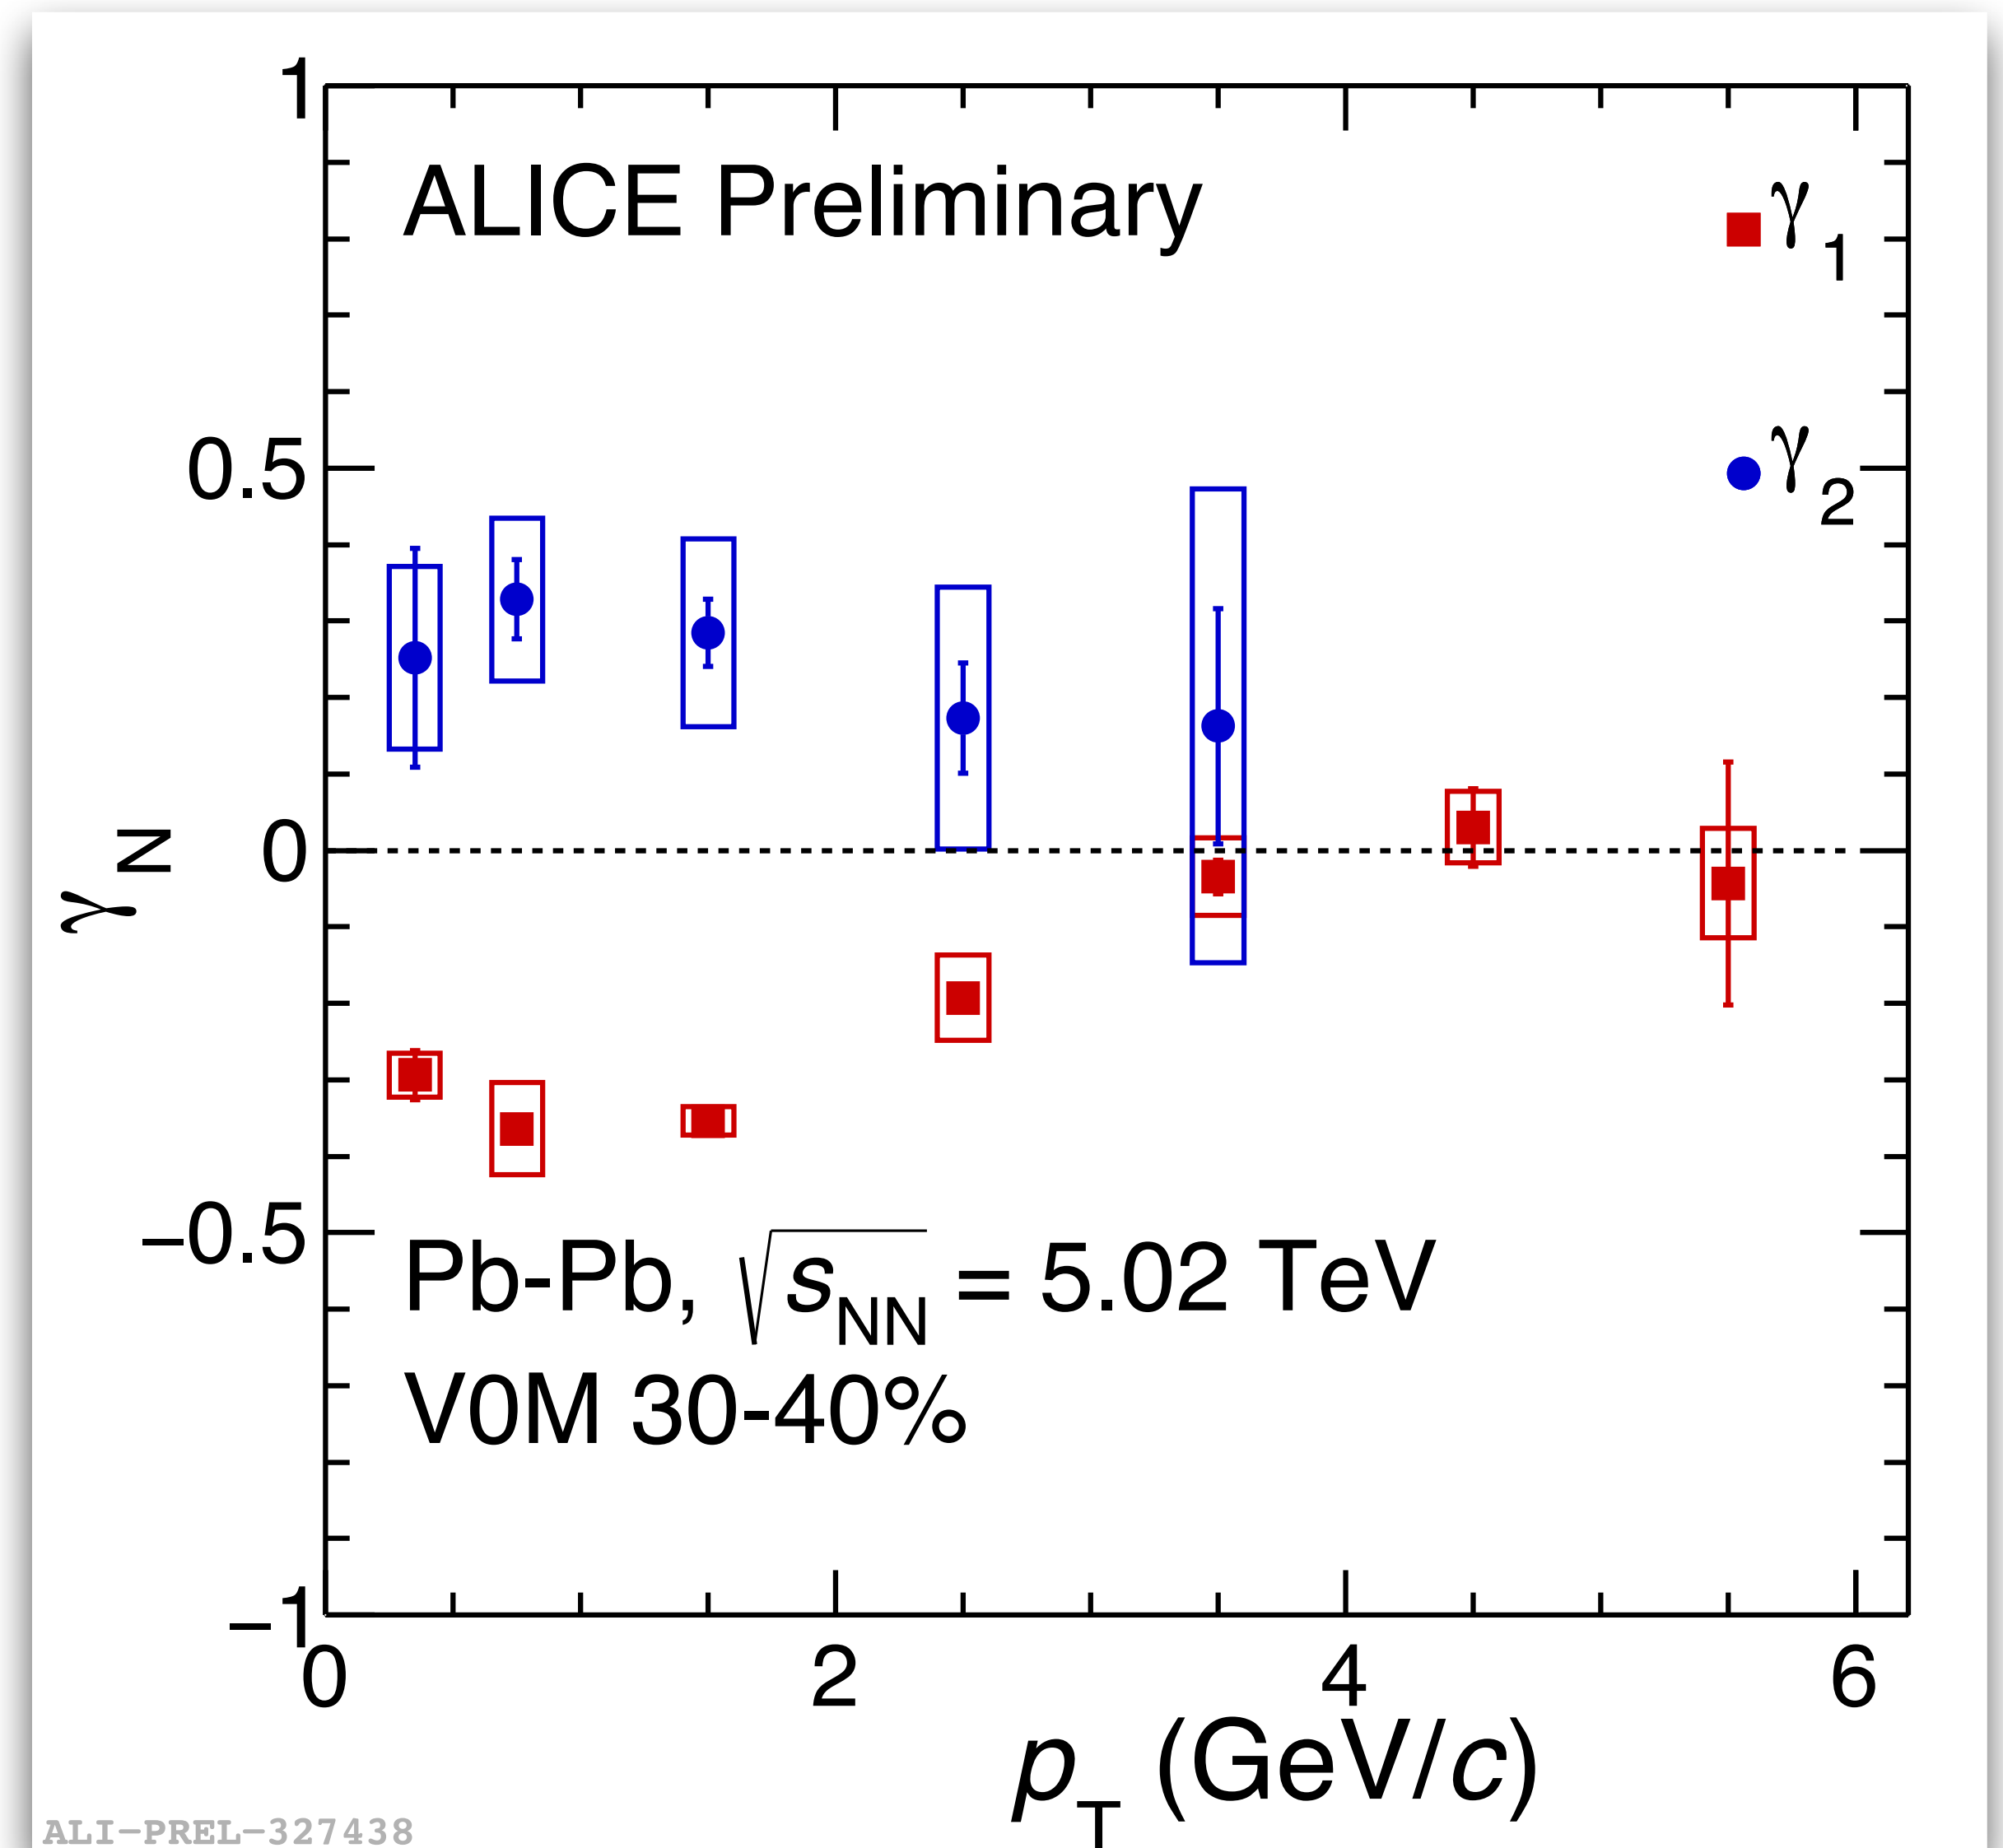 1
ALICE Preliminary
γ1
0.5
γ2
0
γN
−0.5
Pb-Pb, √sNN = 5.02 TeV
V0M 30-40%
−1
0 2 4 6
pT (GeV/c)
ALI-PREL-327438